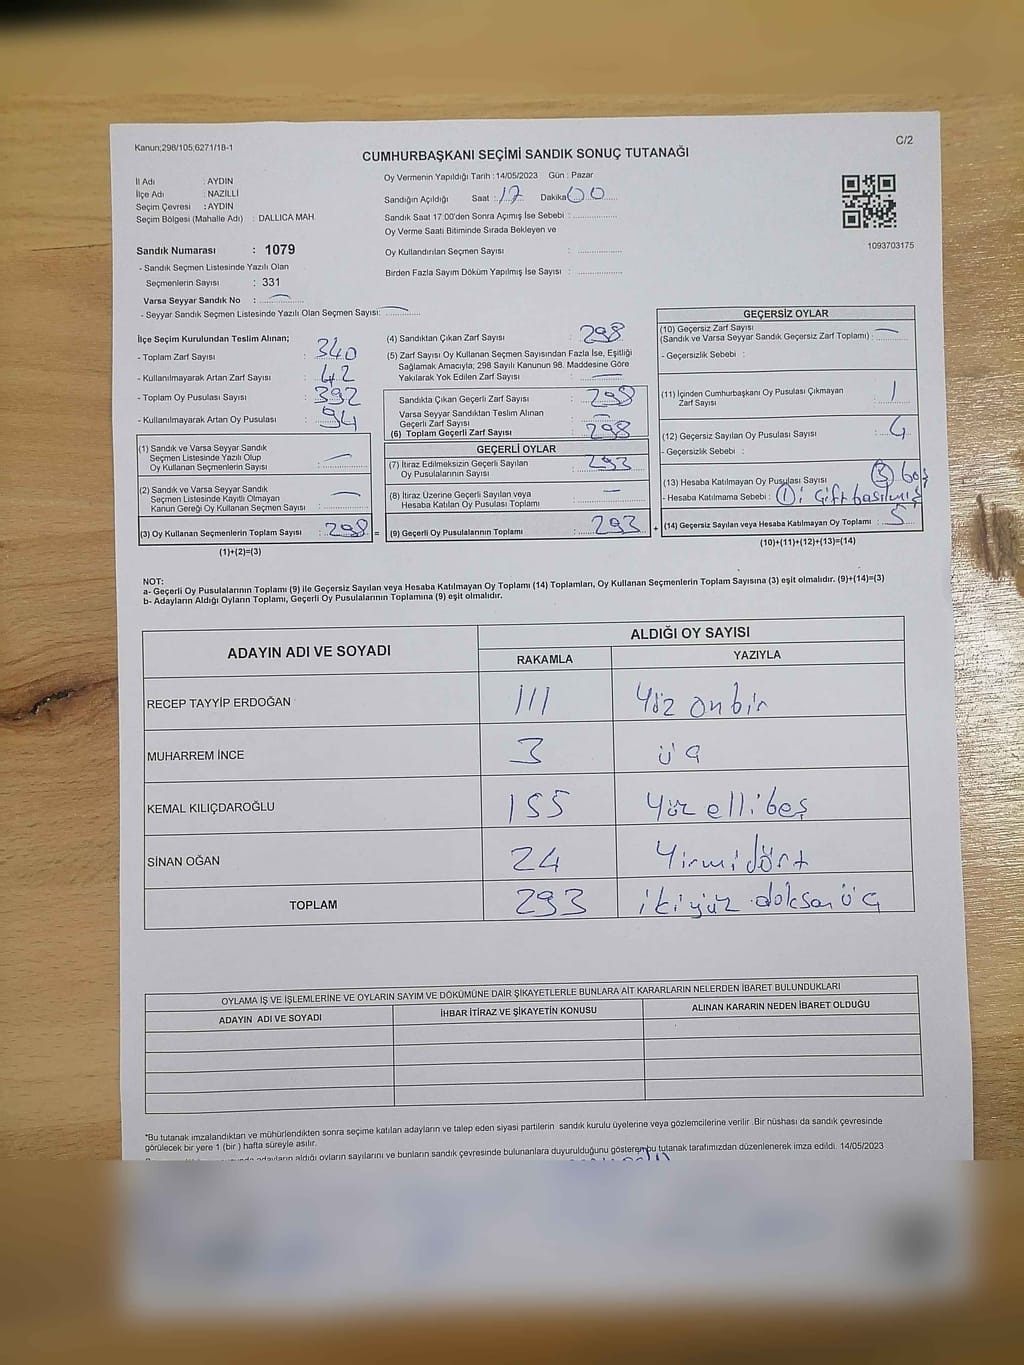 Kanun;298/105;6271/18-1
C/2
CUMHURBAŞKANI SEÇİMİ SANDIK SONUÇ TUTANAĞI
İl Adı : AYDIN
İlçe Adı : NAZİLLİ
Seçim Çevresi : AYDIN
Seçim Bölgesi (Mahalle Adı) : DALLICA MAH
Oy Vermenin Yapıldığı Tarih : 14/05/2023 Gün : Pazar
Sandığın Açıldığı Saat : 17 Dakika 00
Sandık Saat 17.00'den Sonra Açılmış İse Sebebi :
Oy Verme Saati Bitiminde Sırada Bekleyen ve
Oy Kullandırılan Seçmen Sayısı :
Birden Fazla Sayım Döküm Yapılmış İse Sayısı :
1093703175
Sandık Numarası : 1079
- Sandık Seçmen Listesinde Yazılı Olan
Seçmenlerin Sayısı : 331
Varsa Seyyar Sandık No : —
- Seyyar Sandık Seçmen Listesinde Yazılı Olan Seçmen Sayısı: —
İlçe Seçim Kurulundan Teslim Alınan;
- Toplam Zarf Sayısı : 340
- Kullanılmayarak Artan Zarf Sayısı : 42
- Toplam Oy Pusulası Sayısı : 392
- Kullanılmayarak Artan Oy Pusulası : 94
(1) Sandık ve Varsa Seyyar Sandık
Seçmen Listesinde Yazılı Olup
Oy Kullanan Seçmenlerin Sayısı : —
(2) Sandık ve Varsa Seyyar Sandık
Seçmen Listesinde Kayıtlı Olmayan
Kanun Gereği Oy Kullanan Seçmen Sayısı : —
(3) Oy Kullanan Seçmenlerin Toplam Sayısı : 298 =
(1)+(2)=(3)
(4) Sandıktan Çıkan Zarf Sayısı : 298
(5) Zarf Sayısı Oy Kullanan Seçmen Sayısından Fazla İse, Eşitliği
Sağlamak Amacıyla; 298 Sayılı Kanunun 98. Maddesine Göre
Yakılarak Yok Edilen Zarf Sayısı : —
Sandıkta Çıkan Geçerli Zarf Sayısı : 298
Varsa Seyyar Sandıktan Teslim Alınan
Geçerli Zarf Sayısı : —
(6) Toplam Geçerli Zarf Sayısı : 298
GEÇERLİ OYLAR
(7) İtiraz Edilmeksizin Geçerli Sayılan
Oy Pusulalarının Sayısı : 293
(8) İtiraz Üzerine Geçerli Sayılan veya
Hesaba Katılan Oy Pusulası Toplamı : —
(9) Geçerli Oy Pusulalarının Toplamı : 293 +
GEÇERSİZ OYLAR
(10) Geçersiz Zarf Sayısı
(Sandık ve Varsa Seyyar Sandık Geçersiz Zarf Toplamı) : —
- Geçersizlik Sebebi :
(11) İçinden Cumhurbaşkanı Oy Pusulası Çıkmayan
Zarf Sayısı : 1
(12) Geçersiz Sayılan Oy Pusulası Sayısı : 4
- Geçersizlik Sebebi :
(13) Hesaba Katılmayan Oy Pusulası Sayısı : boş
- Hesaba Katılmama Sebebi : 1: çift basılmış
(14) Geçersiz Sayılan veya Hesaba Katılmayan Oy Toplamı : 5
(10)+(11)+(12)+(13)=(14)
NOT:
a- Geçerli Oy Pusulalarının Toplamı (9) ile Geçersiz Sayılan veya Hesaba Katılmayan Oy Toplamı (14) Toplamları, Oy Kullanan Seçmenlerin Toplam Sayısına (3) eşit olmalıdır. (9)+(14)=(3)
b- Adayların Aldığı Oyların Toplamı, Geçerli Oy Pusulalarının Toplamına (9) eşit olmalıdır.
ADAYIN ADI VE SOYADI ALDIĞI OY SAYISI
RAKAMLA YAZIYLA
RECEP TAYYİP ERDOĞAN 111 Yüz onbir
MUHARREM İNCE 3 üç
KEMAL KILIÇDAROĞLU 155 Yüz ellibeş
SİNAN OĞAN 24 Yirmidört
TOPLAM 293 ikiyüz doksan üç
OYLAMA İŞ VE İŞLEMLERİNE VE OYLARIN SAYIM VE DÖKÜMÜNE DAİR ŞİKAYETLERLE BUNLARA AİT KARARLARIN NELERDEN İBARET BULUNDUKLARI
ADAYIN ADI VE SOYADI İHBAR İTİRAZ VE ŞİKAYETİN KONUSU ALINAN KARARIN NEDEN İBARET OLDUĞU
*Bu tutanak imzalandıktan ve mühürlendikten sonra seçime katılan adayların ve talep eden siyasi partilerin sandık kurulu üyelerine veya gözlemcilerine verilir .Bir nüshası da sandık çevresinde
görülecek bir yere 1 (bir ) hafta süreyle asılır.
adayların aldığı oyların sayılarını ve bunların sandık çevresinde bulunanlara duyurulduğunu gösteren bu tutanak tarafımızdan düzenlenerek imza edildi. 14/05/2023